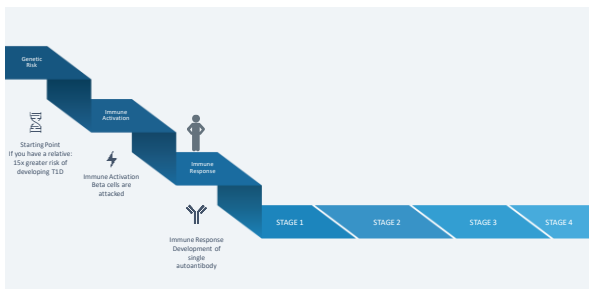 Genetic
Risk
Immune
Activation
Immune
Response
Starting Point
If you have a relative:
15x greater risk of
developing T1D
Immune Activation
Beta cells are
attacked
Immune Response
Development of
single
autoantibody
STAGE 1
STAGE 2
STAGE 3
STAGE 4